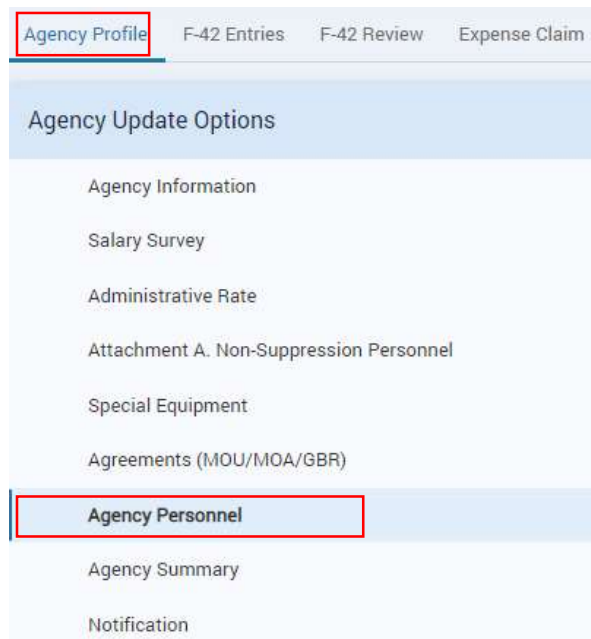 Agency Profile F-42 Entries F-42 Review Expense Claim
Agency Update Options
Agency Information
Salary Survey
Administrative Rate
Attachment A. Non-Suppression Personnel
Special Equipment
Agreements (MOU/MOA/GBR)
Agency Personnel
Agency Summary
Notification